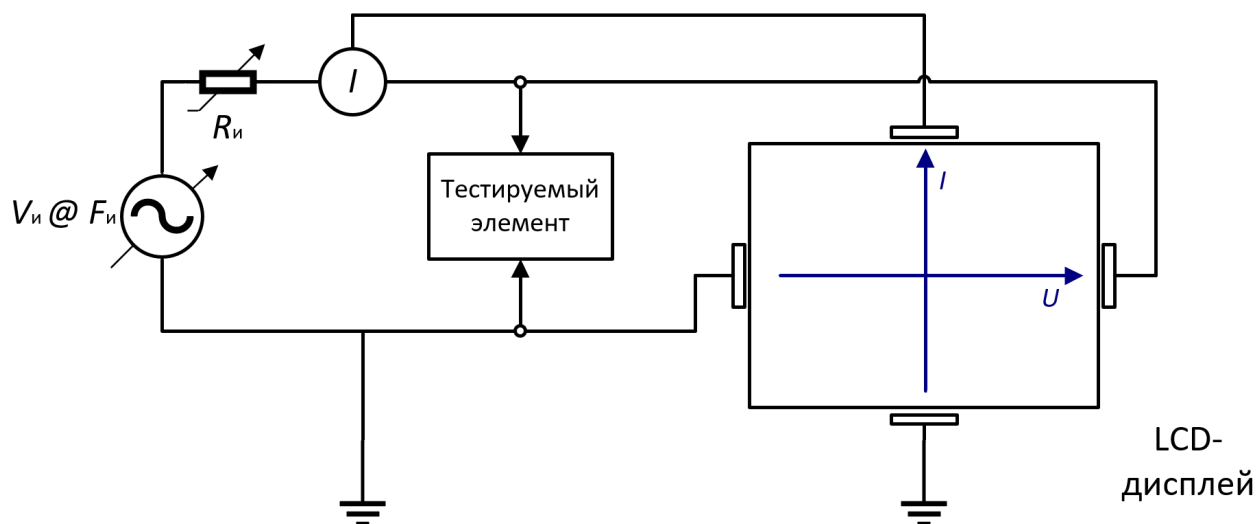 I
Rи
Vи @ Fи
Тестируемый
элемент
I
U
LCD-
дисплей